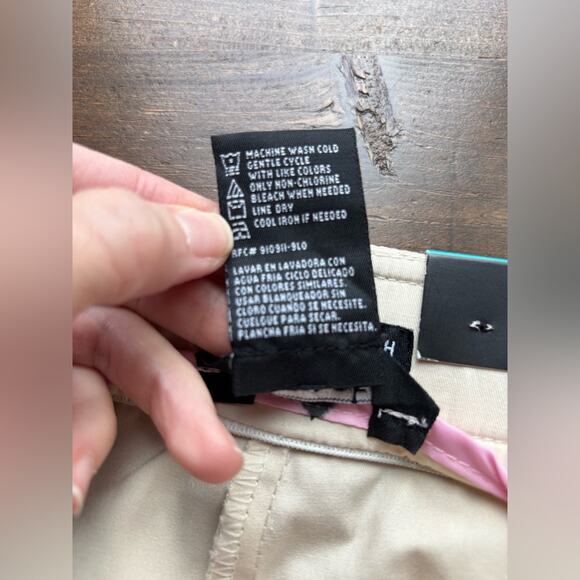 MACHINE WASH COLD
GENTLE CYCLE
WITH LIKE COLORS
ONLY NON-CHLORINE
BLEACH WHEN NEEDED
LINE DRY
COOL IRON IF NEEDED
RFC# 910911-9L0
LAVAR EN LAVADORA CON
AGUA FRIA CICLO DELICADO
CON COLORES SIMILARES.
USAR BLANQUEADOR SIN
CLORO CUANDO SE NECESITE.
CUELGUE PARA SECAR.
PLANCHA FRIA SI SE NECESITA.
H